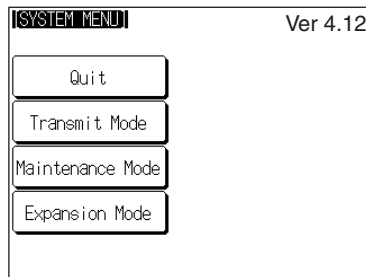 [SYSTEM MENU]
Ver 4.12
Quit
Transmit Mode
Maintenance Mode
Expansion Mode